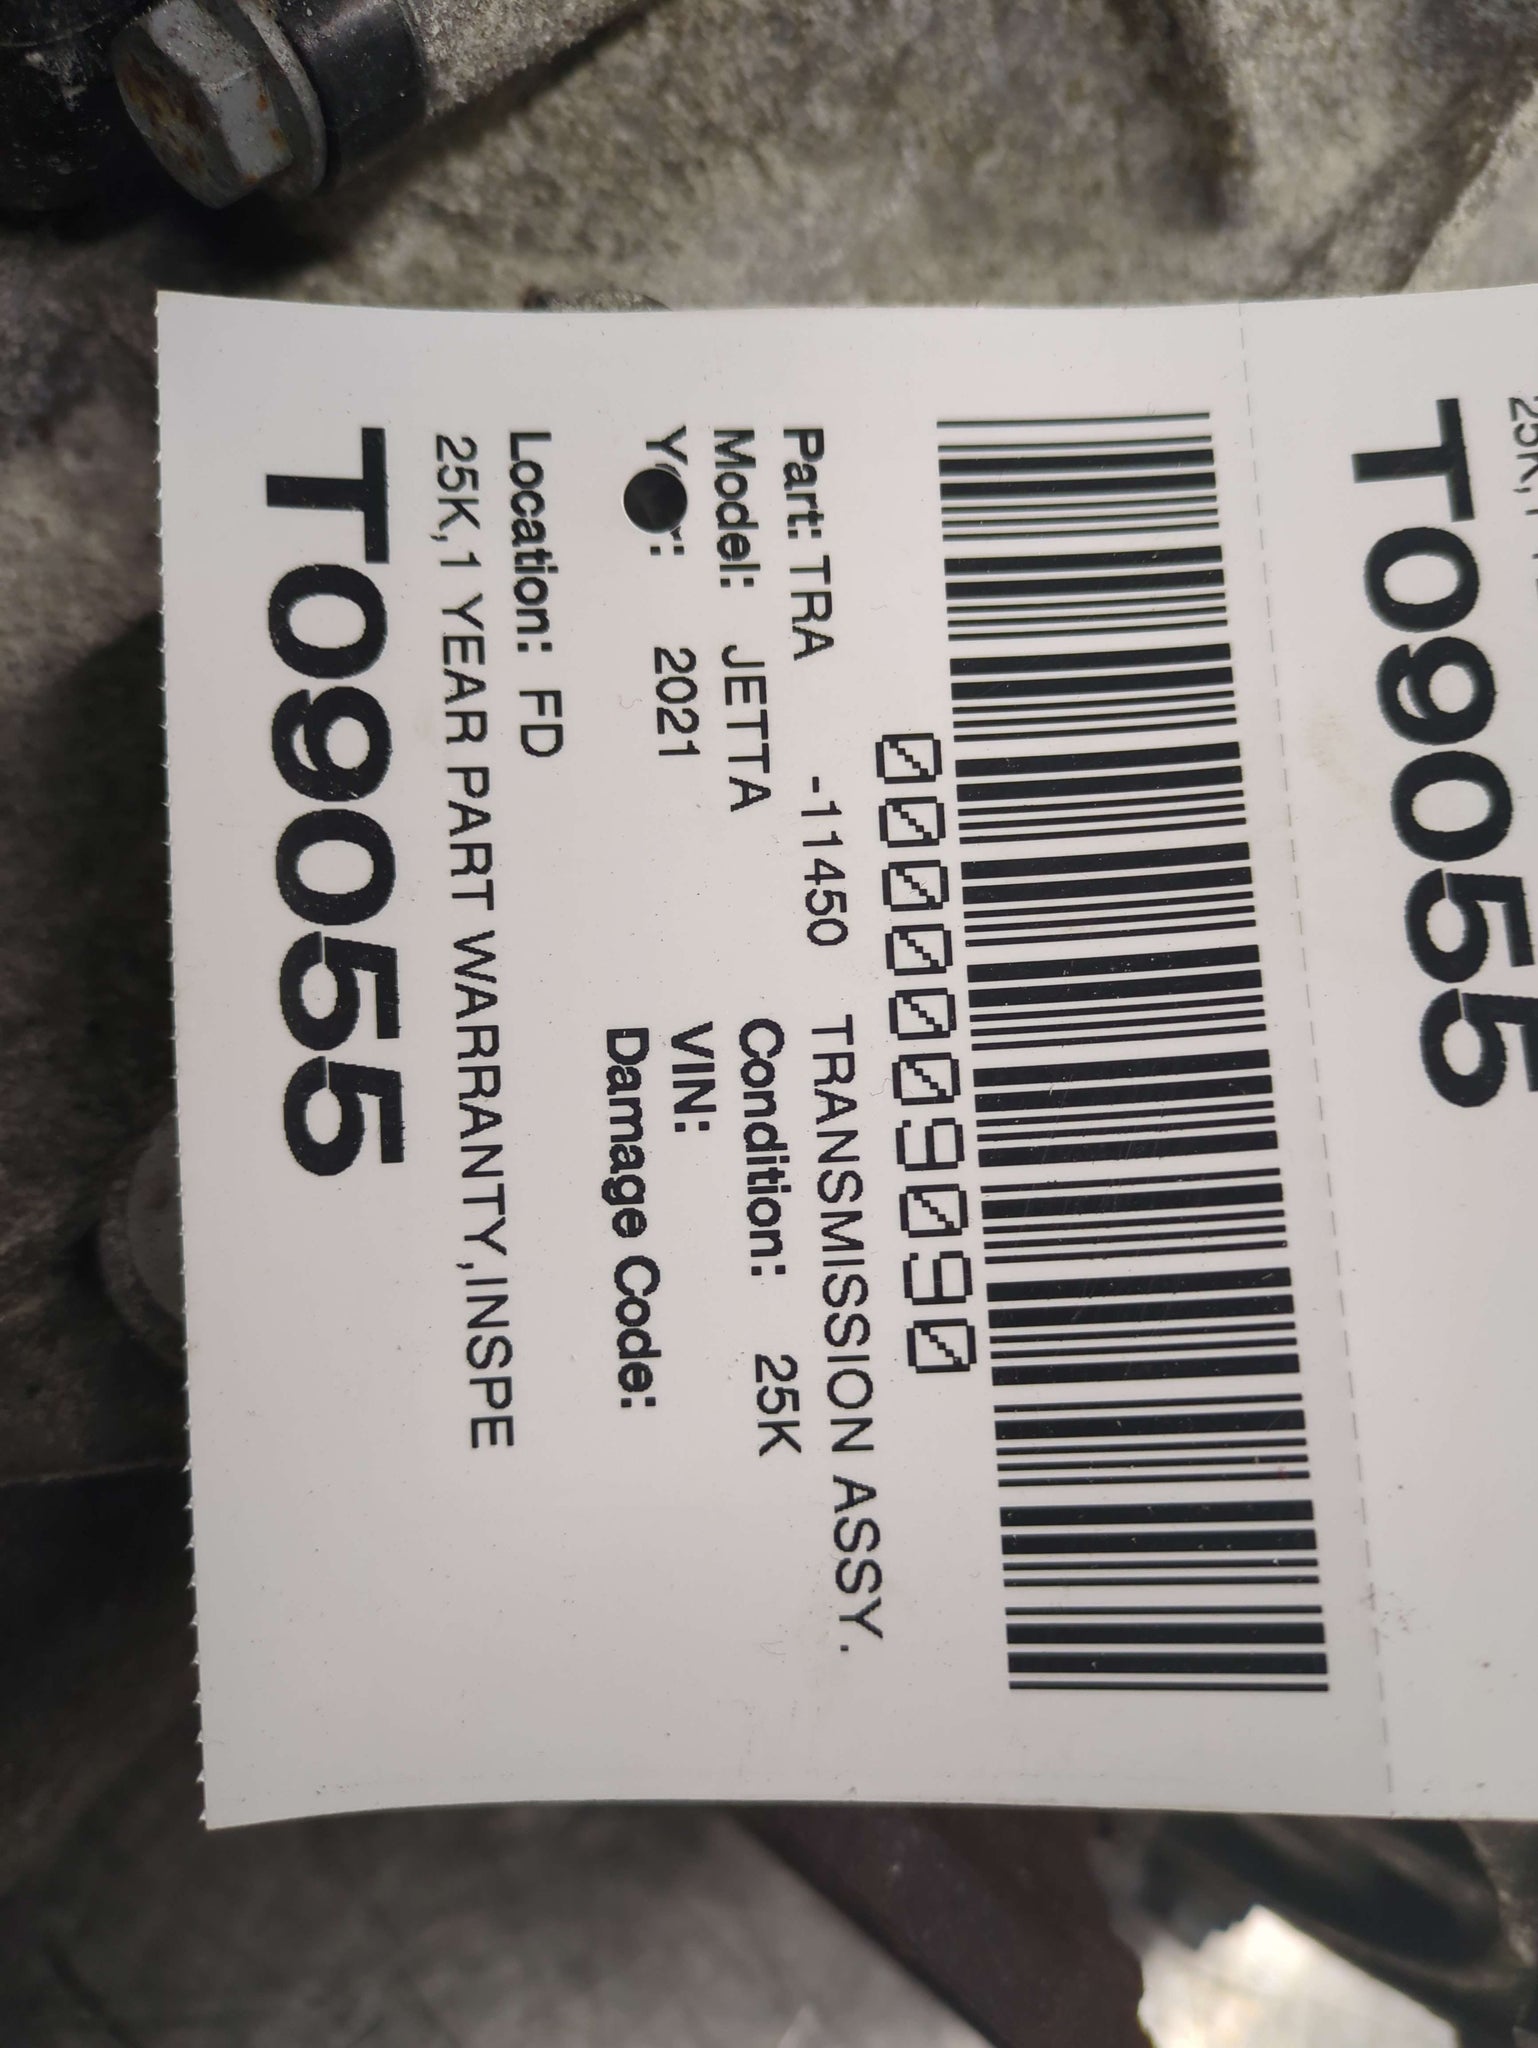 25K,
T09055
0000009090
Part: TRA -11450 TRANSMISSION ASSY.
Model: JETTA Condition: 25K
2021 VIN:
Damage Code:
Location: FD
25K,1 YEAR PART WARRANTY,INSPE
T09055